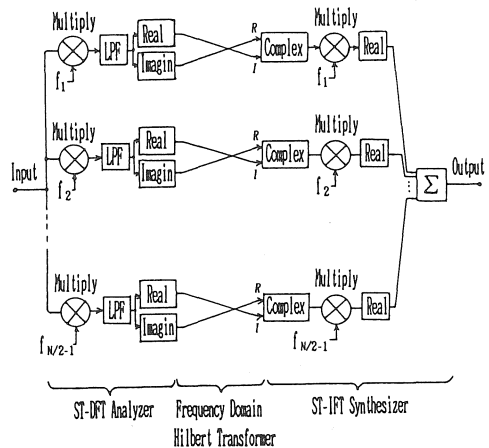 Multiply
LPF
Real
Imagin
R
I
Complex
Multiply
Real
f1
f1
Multiply
LPF
Real
Imagin
R
I
Complex
Multiply
Real
f2
f2
Input
Σ
Output
Multiply
LPF
Real
Imagin
R
I
Complex
Multiply
Real
fN/2-1
fN/2-1
ST-DFT Analyzer
Frequency Domain
Hilbert Transformer
ST-IFT Synthesizer